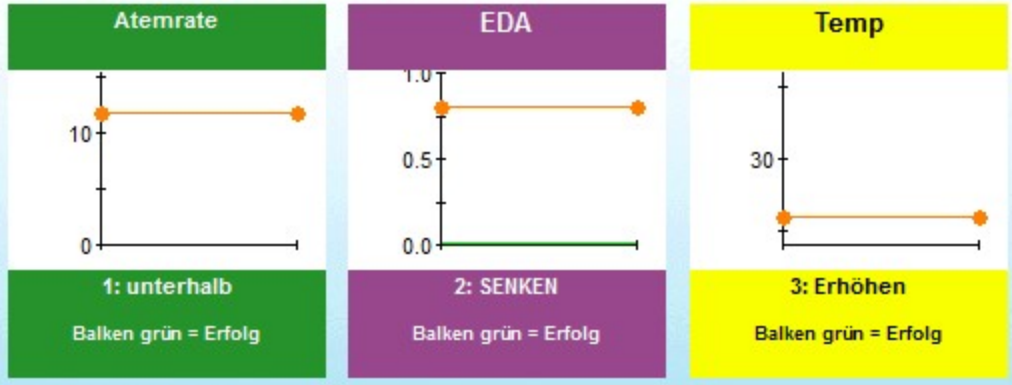 Atemrate
10
0
1: unterhalb
Balken grün = Erfolg
EDA
1.0
0.5
0.0
2: SENKEN
Balken grün = Erfolg
Temp
30
3: Erhöhen
Balken grün = Erfolg